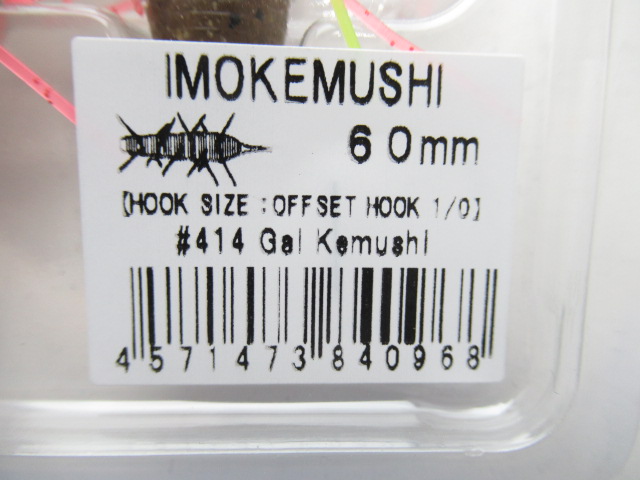 IMOKEMUSHI
60mm
[HOOK SIZE :OFFSET HOOK 1/0]
#414 Gal Kemushi
4571473840968